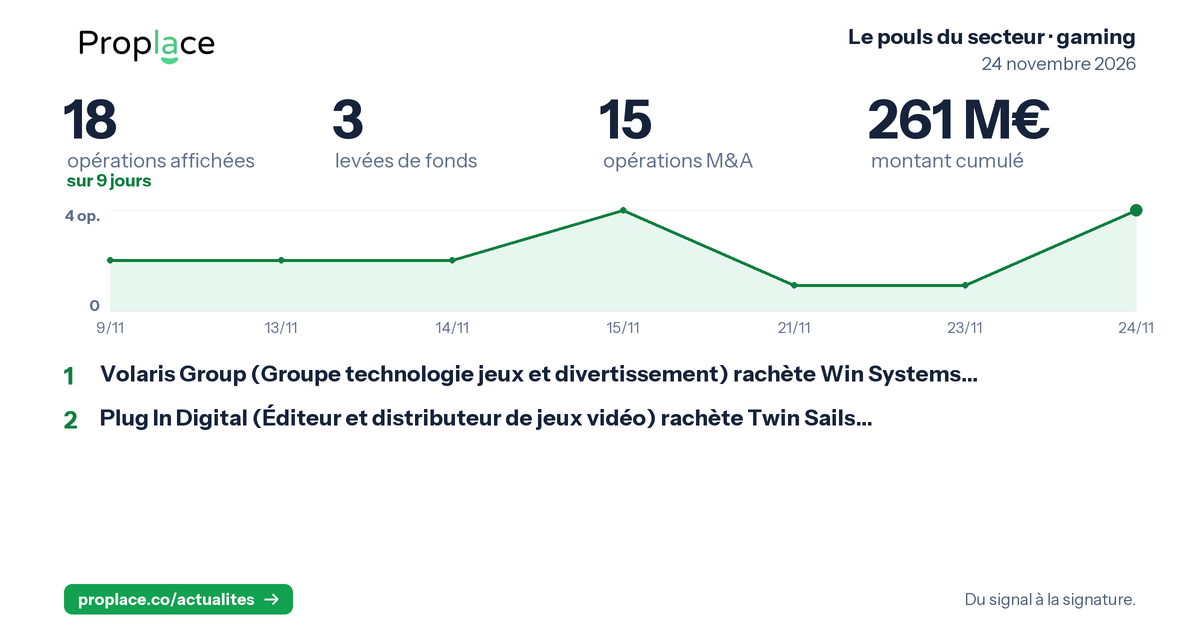 Proplace
Le pouls du secteur · gaming
24 novembre 2026
18
opérations affichées
sur 9 jours
3
levées de fonds
15
opérations M&A
261 M€
montant cumulé
4 op.
0
9/11 13/11 14/11 15/11 21/11 23/11 24/11
1 Volaris Group (Groupe technologie jeux et divertissement) rachète Win Systems...
2 Plug In Digital (Éditeur et distributeur de jeux vidéo) rachète Twin Sails...
proplace.co/actualites →
Du signal à la signature.